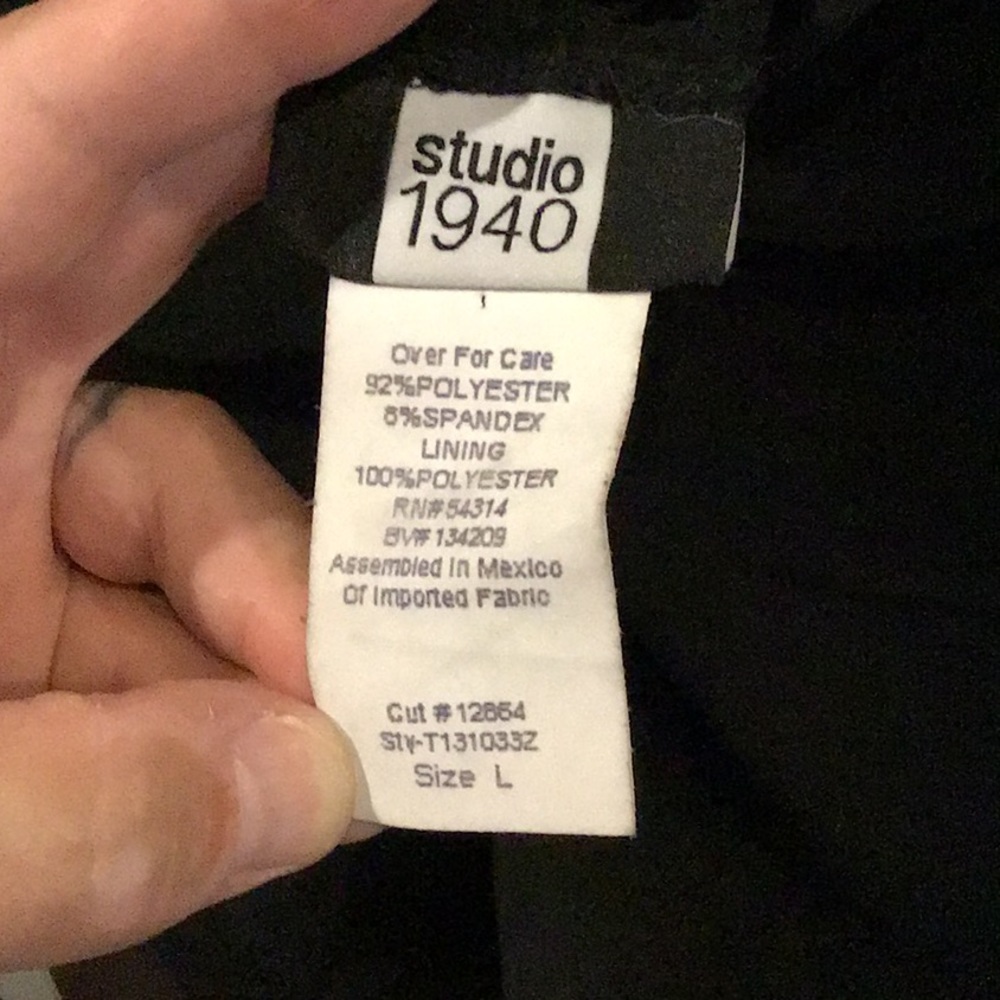 studio
1940
Over For Care
92%POLYESTER
8%SPANDEX
LINING
100%POLYESTER
RN#54314
BV# 134209
Assembled In Mexico
Of Imported Fabric
Cut # 12864
Sty-T131033Z
Size L